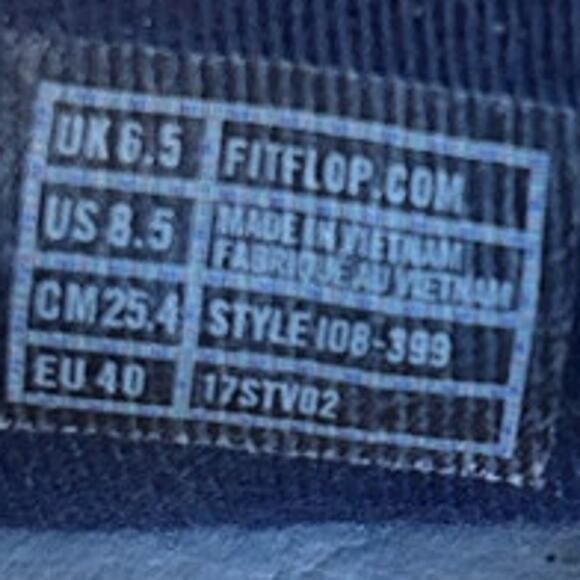 UK 6.5
FITFLOP.COM
US 8.5
MADE IN VIETNAM
FABRIQUE AU VIETNAM
CM 25.4
STYLE I08-399
EU 40
17STV02